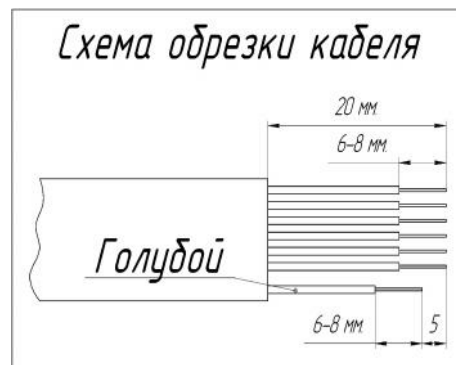 Схема обрезки кабеля
20 мм.
6-8 мм.
Голубой
6-8 мм. 5